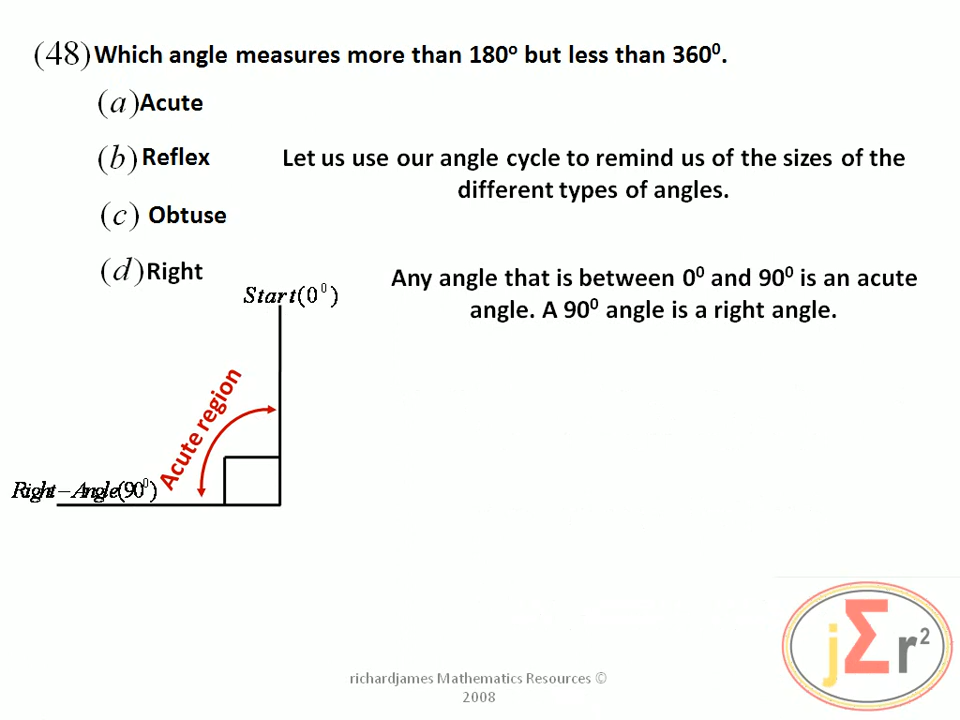 (48) Which angle measures more than 180º but less than 360⁰.
(a) Acute
(b) Reflex
Let us use our angle cycle to remind us of the sizes of the
different types of angles.
(c) Obtuse
(d) Right
Any angle that is between 0⁰ and 90⁰ is an acute
angle. A 90⁰ angle is a right angle.
Start(0⁰)
Acute region
Right–Angle(90⁰)
jΣr²
richardjames Mathematics Resources ©
2008